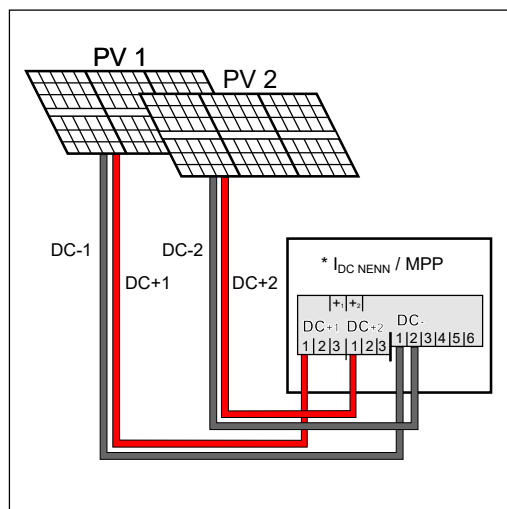 PV 1
PV 2
DC-1
DC+1
DC-2
DC+2
* I DC NENN / MPP
+1 +2
DC+1 DC+2 DC-
1|2|3 1|2|3 1|2|3|4|5|6